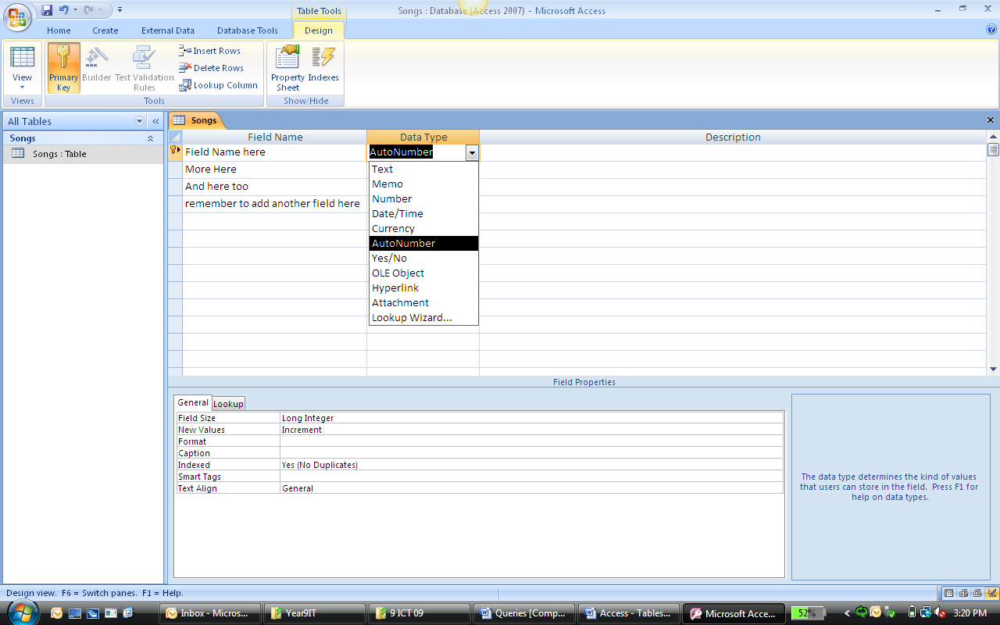 Table Tools
Songs : Database (Access 2007) - Microsoft Access
Home Create External Data Database Tools Design
View
Views
Primary Key
Builder
Test Validation Rules
Insert Rows
Delete Rows
Lookup Column
Tools
Property Sheet
Indexes
Show/Hide
All Tables
Songs
Songs : Table
Songs
Field Name Data Type Description
Field Name here AutoNumber
More Here
And here too
remember to add another field here
Text
Memo
Number
Date/Time
Currency
AutoNumber
Yes/No
OLE Object
Hyperlink
Attachment
Lookup Wizard...
Field Properties
General Lookup
Field Size Long Integer
New Values Increment
Format
Caption
Indexed Yes (No Duplicates)
Smart Tags
Text Align General
The data type determines the kind of values
that users can store in the field. Press F1 for
help on data types.
Design view. F6 = Switch panes. F1 = Help.
Inbox - Micros... Year9IT 9 ICT 09 Queries [Comp... Access - Tables... Microsoft Acce... 52% 3:20 PM